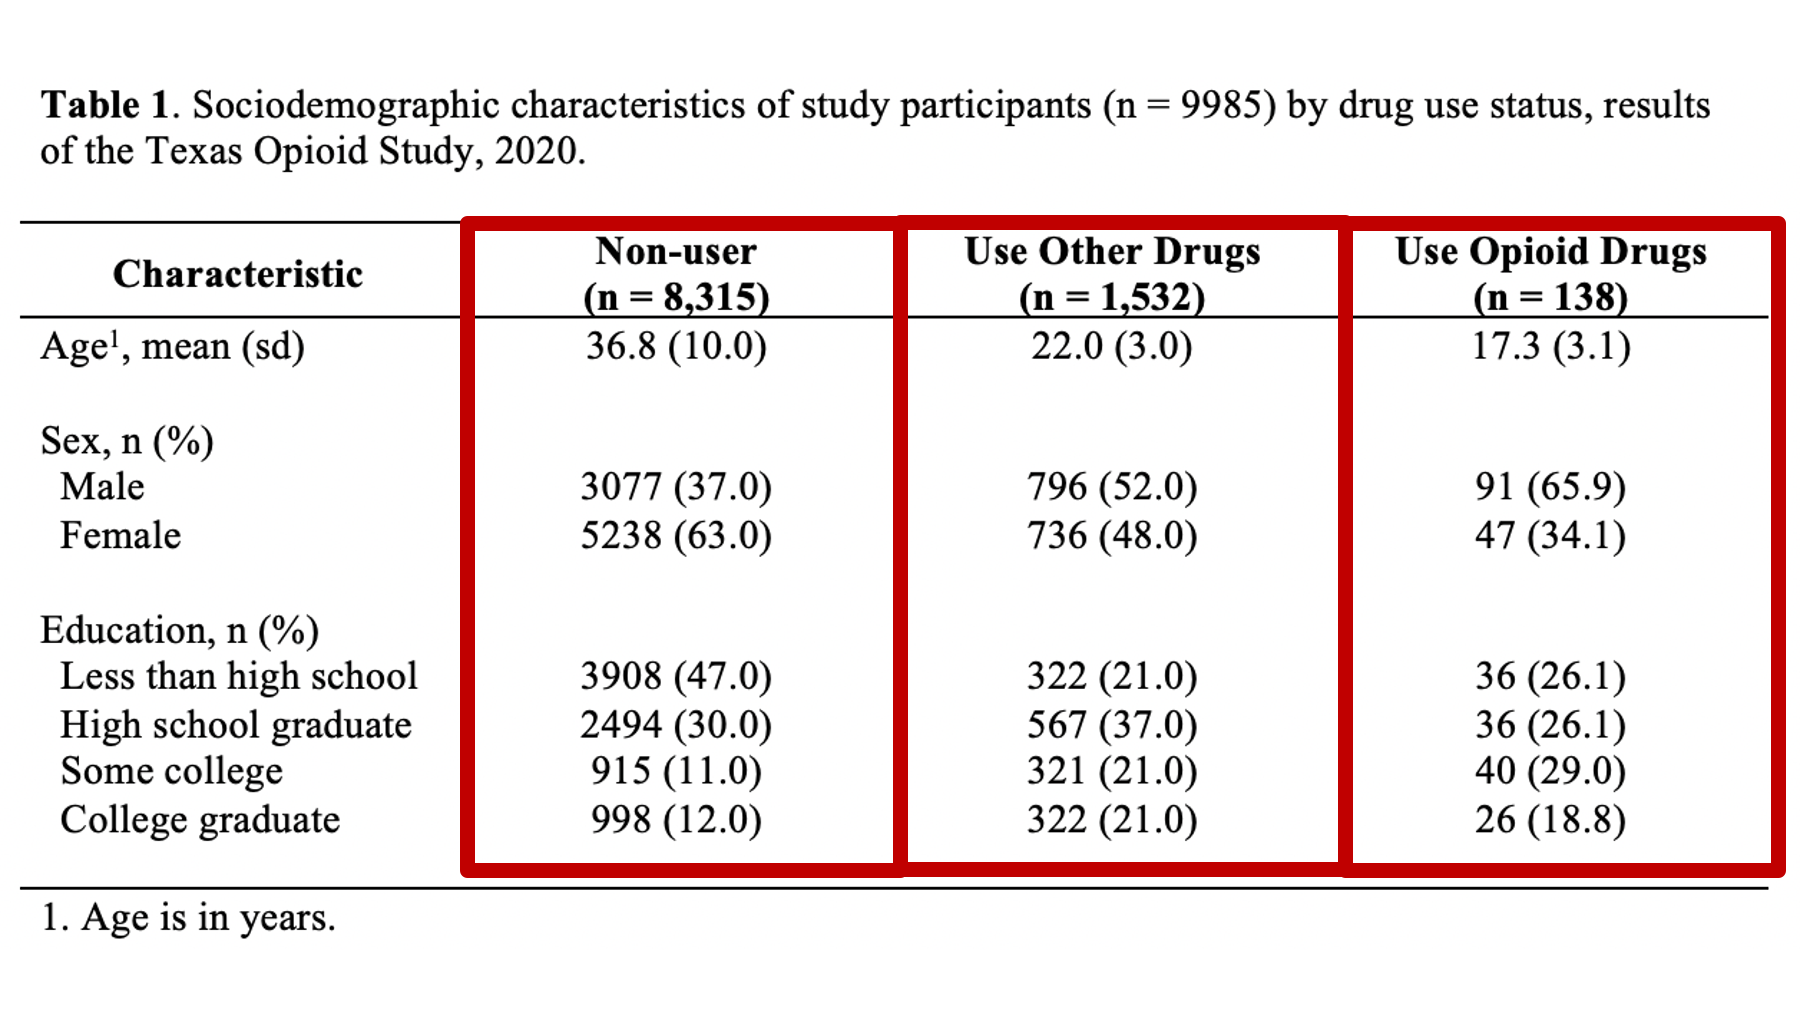 Table 1. Sociodemographic characteristics of study participants (n = 9985) by drug use status, results
of the Texas Opioid Study, 2020.
Characteristic Non-user (n = 8,315) Use Other Drugs (n = 1,532) Use Opioid Drugs (n = 138)
Age¹, mean (sd) 36.8 (10.0) 22.0 (3.0) 17.3 (3.1)
Sex, n (%)
Male 3077 (37.0) 796 (52.0) 91 (65.9)
Female 5238 (63.0) 736 (48.0) 47 (34.1)
Education, n (%)
Less than high school 3908 (47.0) 322 (21.0) 36 (26.1)
High school graduate 2494 (30.0) 567 (37.0) 36 (26.1)
Some college 915 (11.0) 321 (21.0) 40 (29.0)
College graduate 998 (12.0) 322 (21.0) 26 (18.8)
1. Age is in years.